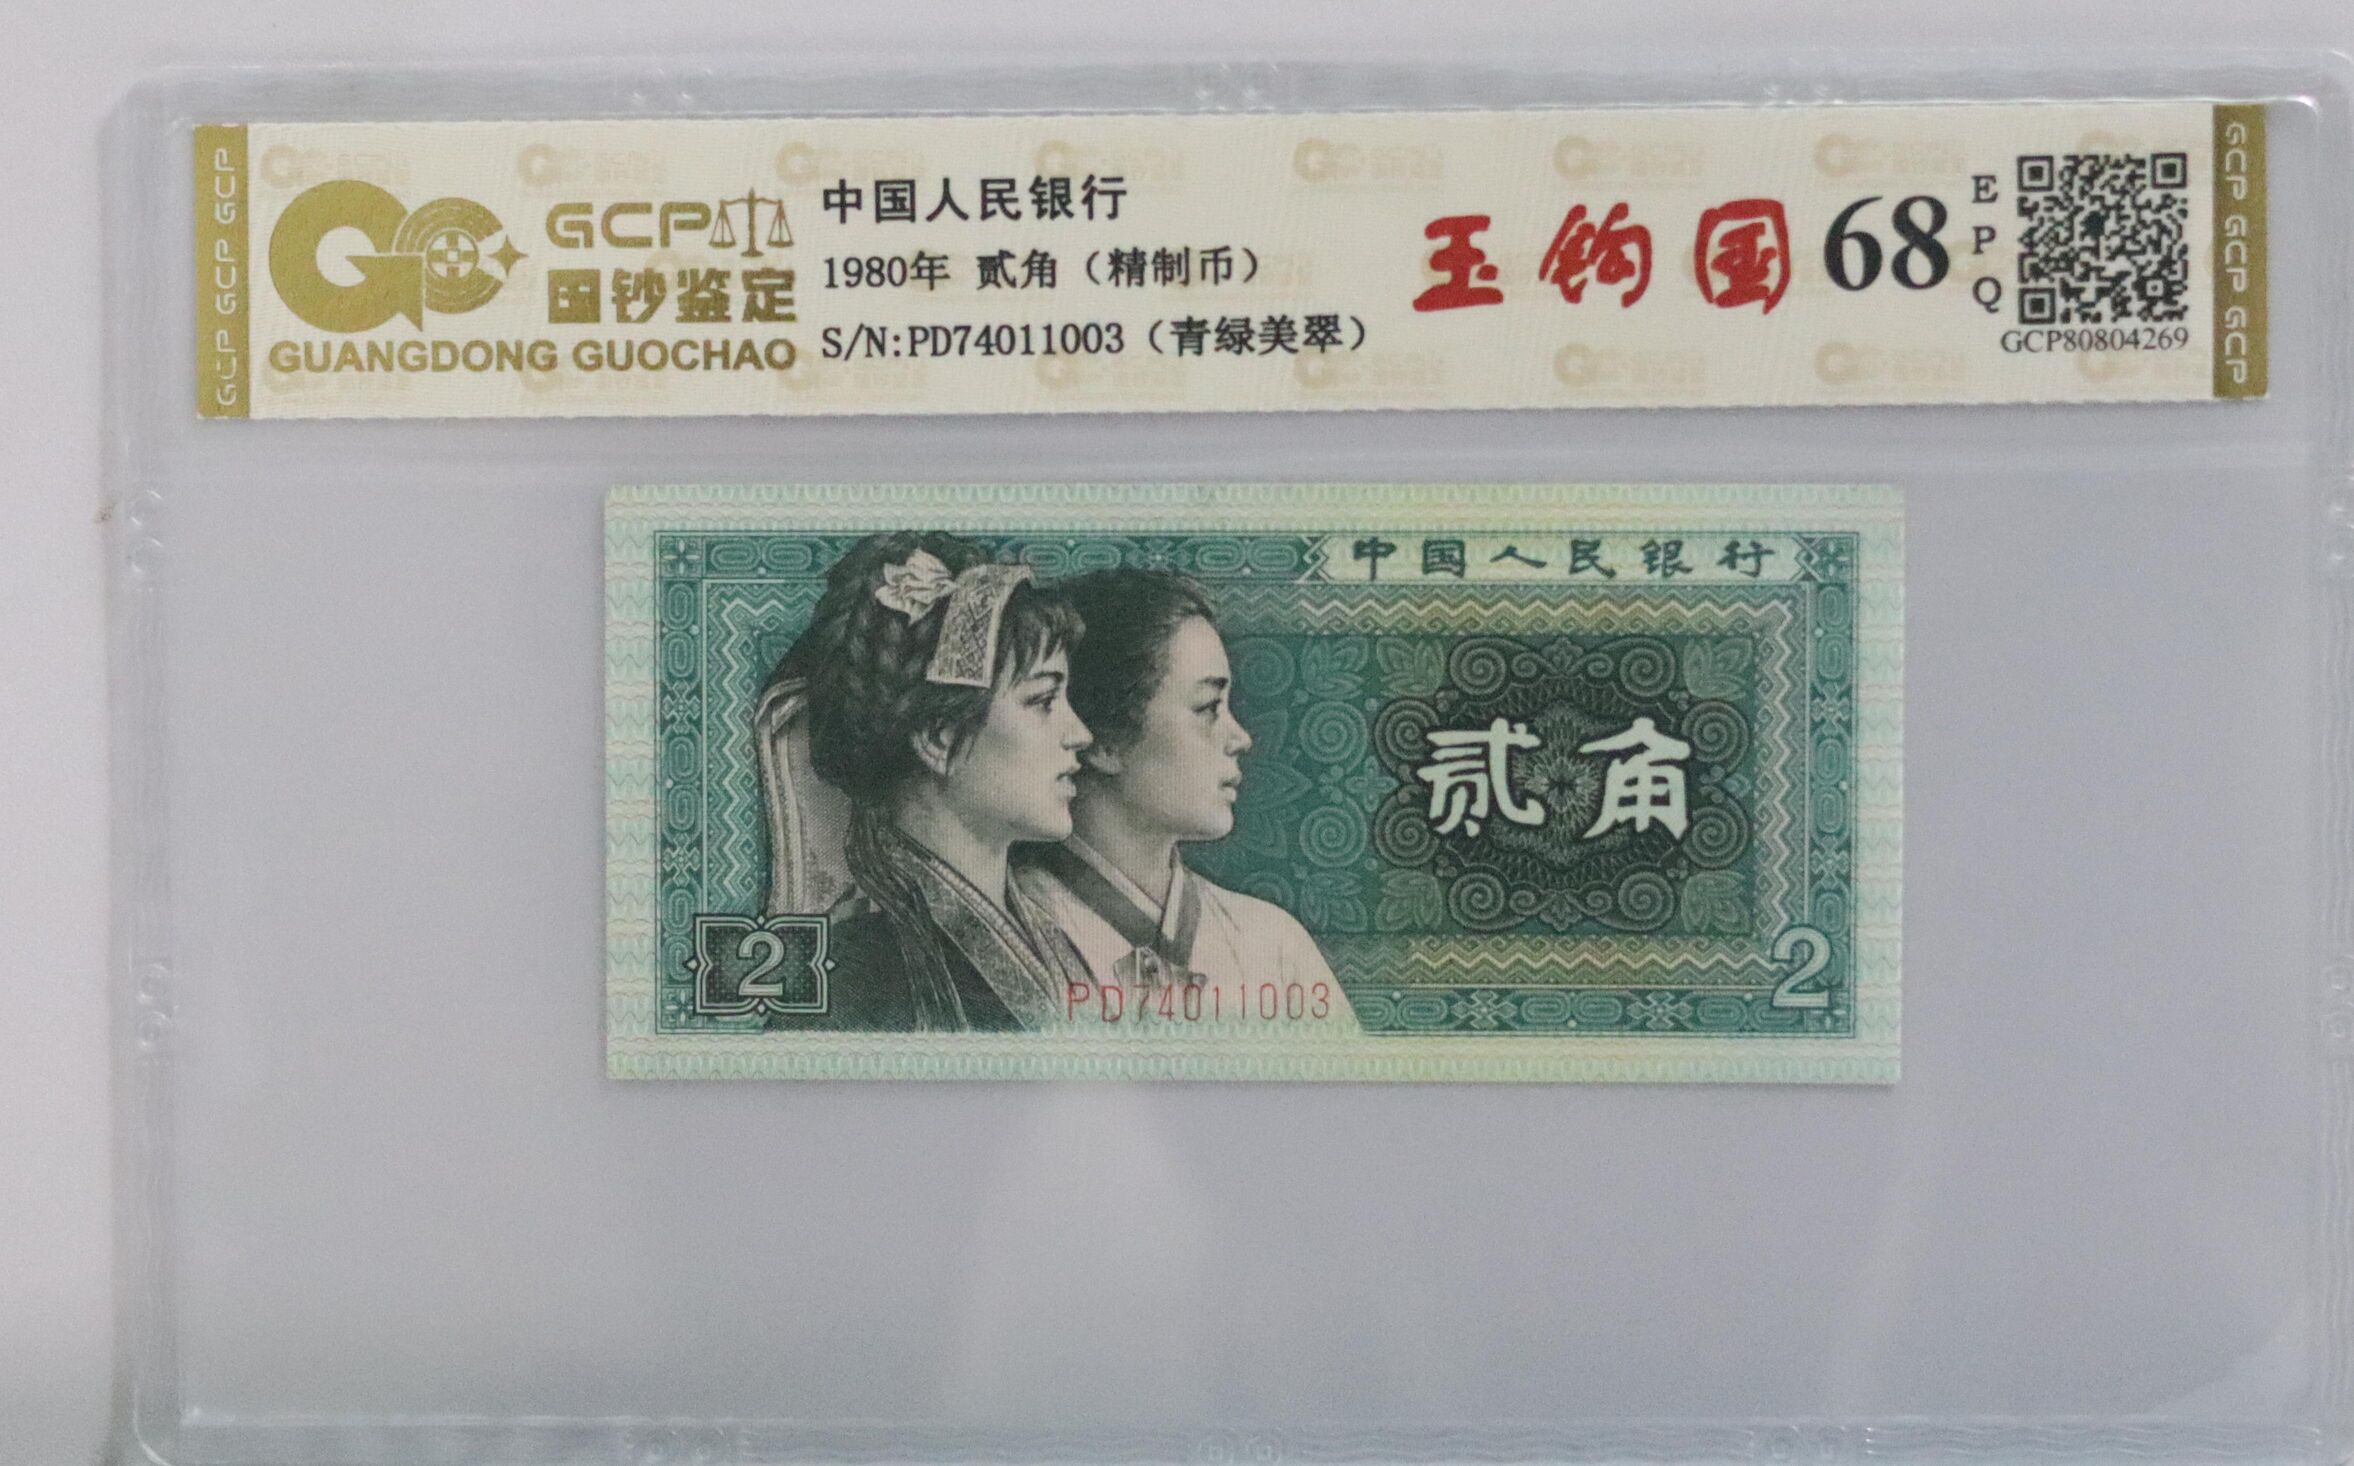 GCP GCP GCP
GCP
国钞鉴定
GUANGDONG GUOCHAO
中国人民银行
1980年 贰角（精制币）
S/N:PD74011003（青绿美翠）
玉钩国 68 EPQ
GCP80804269
GCP GCP GCP
中国人民银行
贰角
2
2
PD74011003